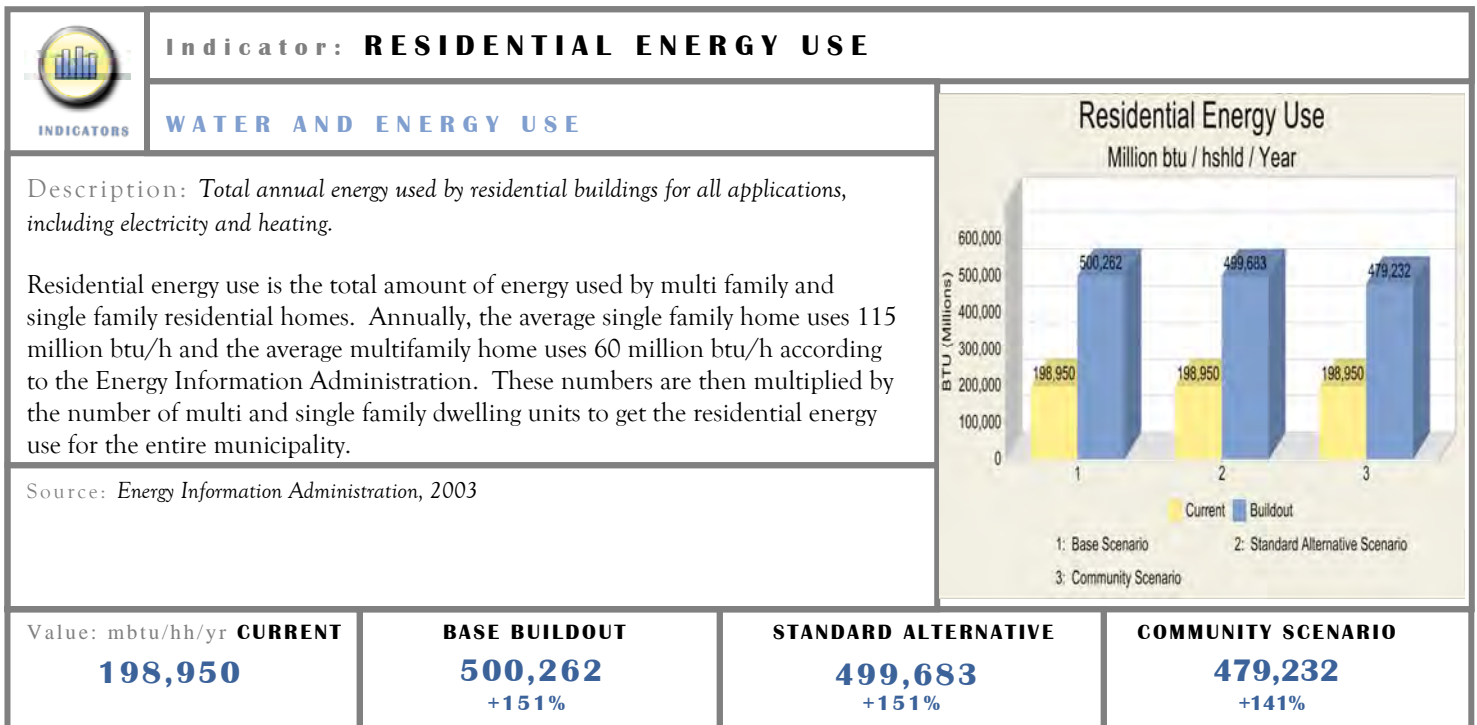 Indicator: RESIDENTIAL ENERGY USE
INDICATORS
WATER AND ENERGY USE
Description: Total annual energy used by residential buildings for all applications,
including electricity and heating.
Residential energy use is the total amount of energy used by multi family and
single family residential homes. Annually, the average single family home uses 115
million btu/h and the average multifamily home uses 60 million btu/h according
to the Energy Information Administration. These numbers are then multiplied by
the number of multi and single family dwelling units to get the residential energy
use for the entire municipality.
Source: Energy Information Administration, 2003
Residential Energy Use
Million btu / hshld / Year
BTU (Millions)
600,000
500,000
400,000
300,000
200,000
100,000
0
198,950
500,262
198,950
499,683
198,950
479,232
1
2
3
Current Buildout
1: Base Scenario 2: Standard Alternative Scenario
3: Community Scenario
Value: mbtu/hh/yr CURRENT
198,950
BASE BUILDOUT
500,262
+151%
STANDARD ALTERNATIVE
499,683
+151%
COMMUNITY SCENARIO
479,232
+141%